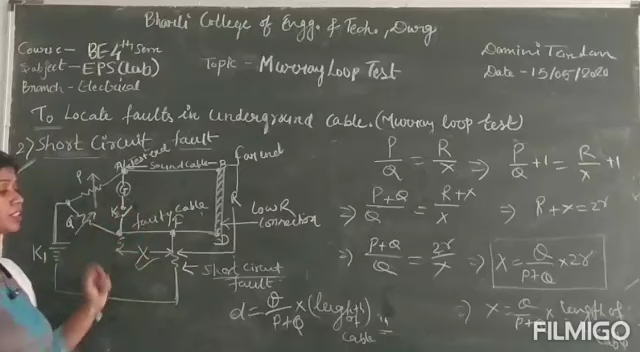 Bharti College of Engg. & Tech., Durg
Course - BE 4th Sem
Subject - EPS (Lab)
Branch - Electrical
Topic - Murray Loop Test
Damini Tandan
Date - 15/05/2020
To Locate faults in underground cable. (Murray loop test)
2) Short Circuit fault
Test end
Sound cable
Far end
P
A
B
G
K
Q
R
faulty cable
F
Low R
Connection
D
K1
X
Short Circuit
fault
P/Q = R/X ⇒ P/Q + 1 = R/X + 1
⇒ P+Q/Q = R+X/X ⇒ R+X = 2r
⇒ P+Q/Q = 2r/X ⇒ X = Q/P+Q × 2r
d = Q/P+Q × (length of cable)
⇒ X = Q/P+Q × length of
FILMIGO